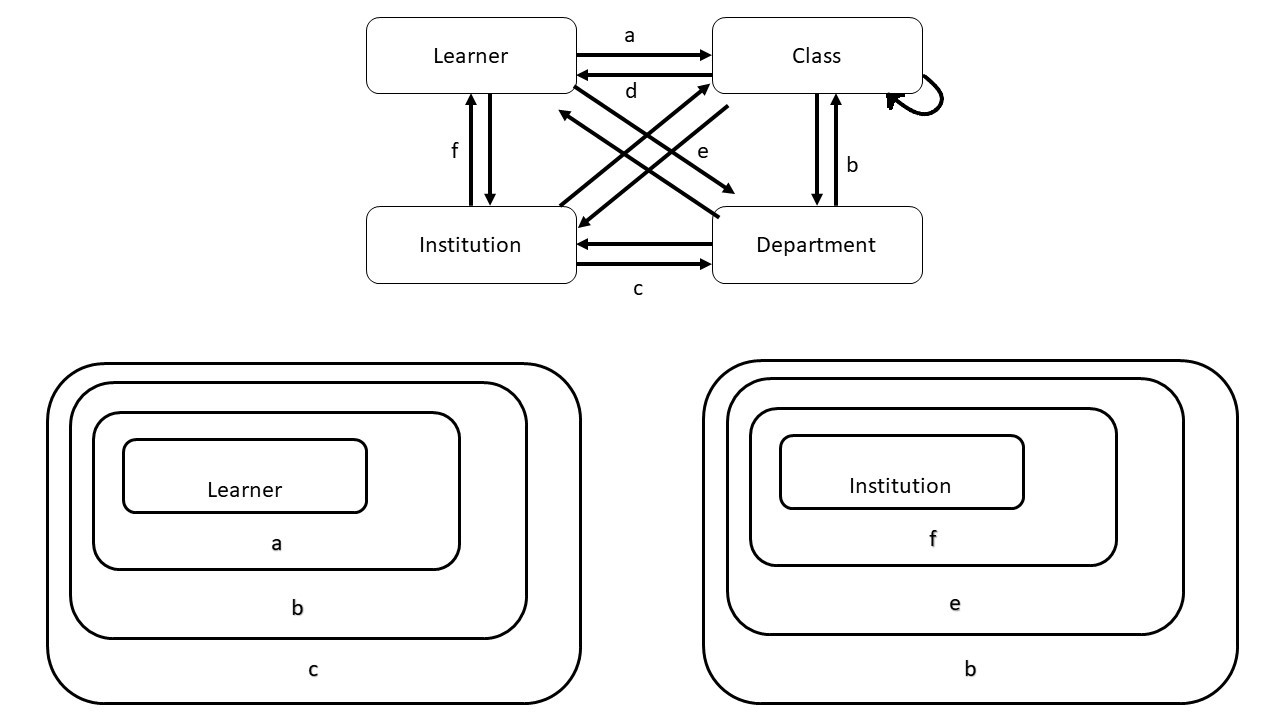 Learner
a
Class
d
f
e
b
Institution
Department
c
Learner
a
b
c
Institution
f
e
b